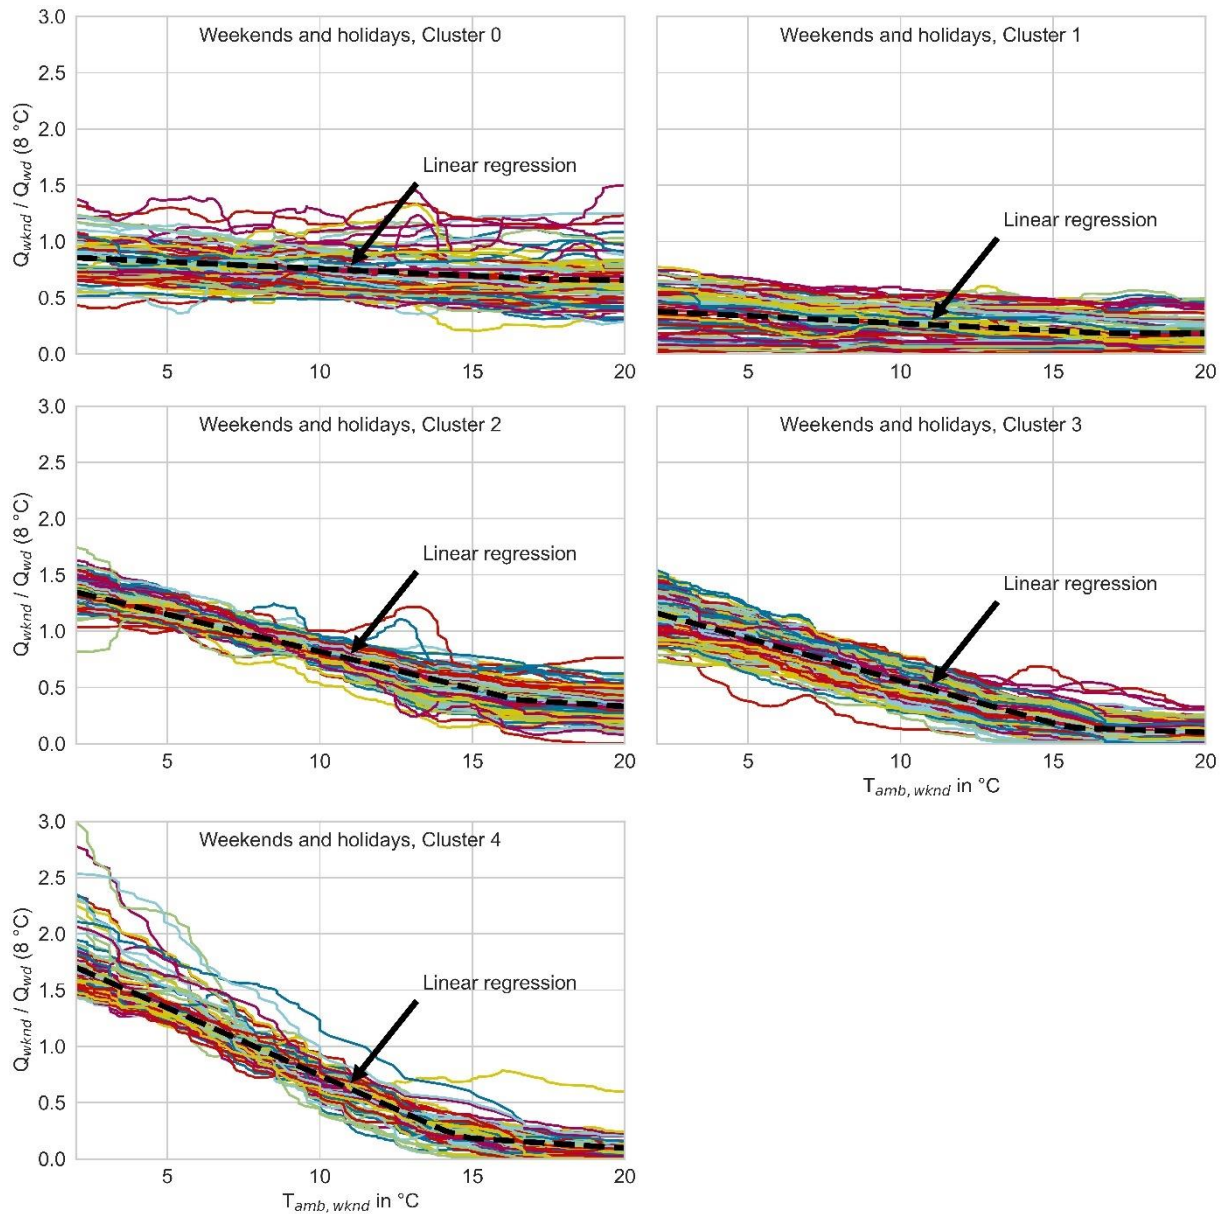 Weekends and holidays, Cluster 0
3.0
2.5
2.0
1.5
1.0
0.5
0.0
Q_wknd / Q_wd (8 °C)
Linear regression
5 10 15 20
Weekends and holidays, Cluster 1
Linear regression
5 10 15 20
Weekends and holidays, Cluster 2
3.0
2.5
2.0
1.5
1.0
0.5
0.0
Q_wknd / Q_wd (8 °C)
Linear regression
5 10 15 20
Weekends and holidays, Cluster 3
Linear regression
5 10 15 20
T_amb, wknd in °C
Weekends and holidays, Cluster 4
3.0
2.5
2.0
1.5
1.0
0.5
0.0
Q_wknd / Q_wd (8 °C)
Linear regression
5 10 15 20
T_amb, wknd in °C